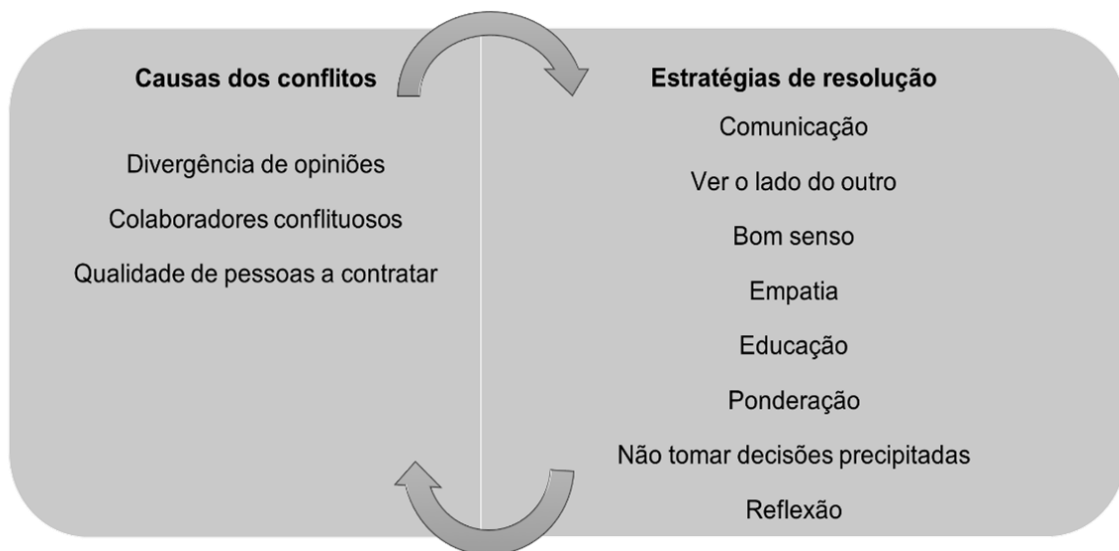 Causas dos conflitos
Divergência de opiniões
Colaboradores conflituosos
Qualidade de pessoas a contratar
Estratégias de resolução
Comunicação
Ver o lado do outro
Bom senso
Empatia
Educação
Ponderação
Não tomar decisões precipitadas
Reflexão